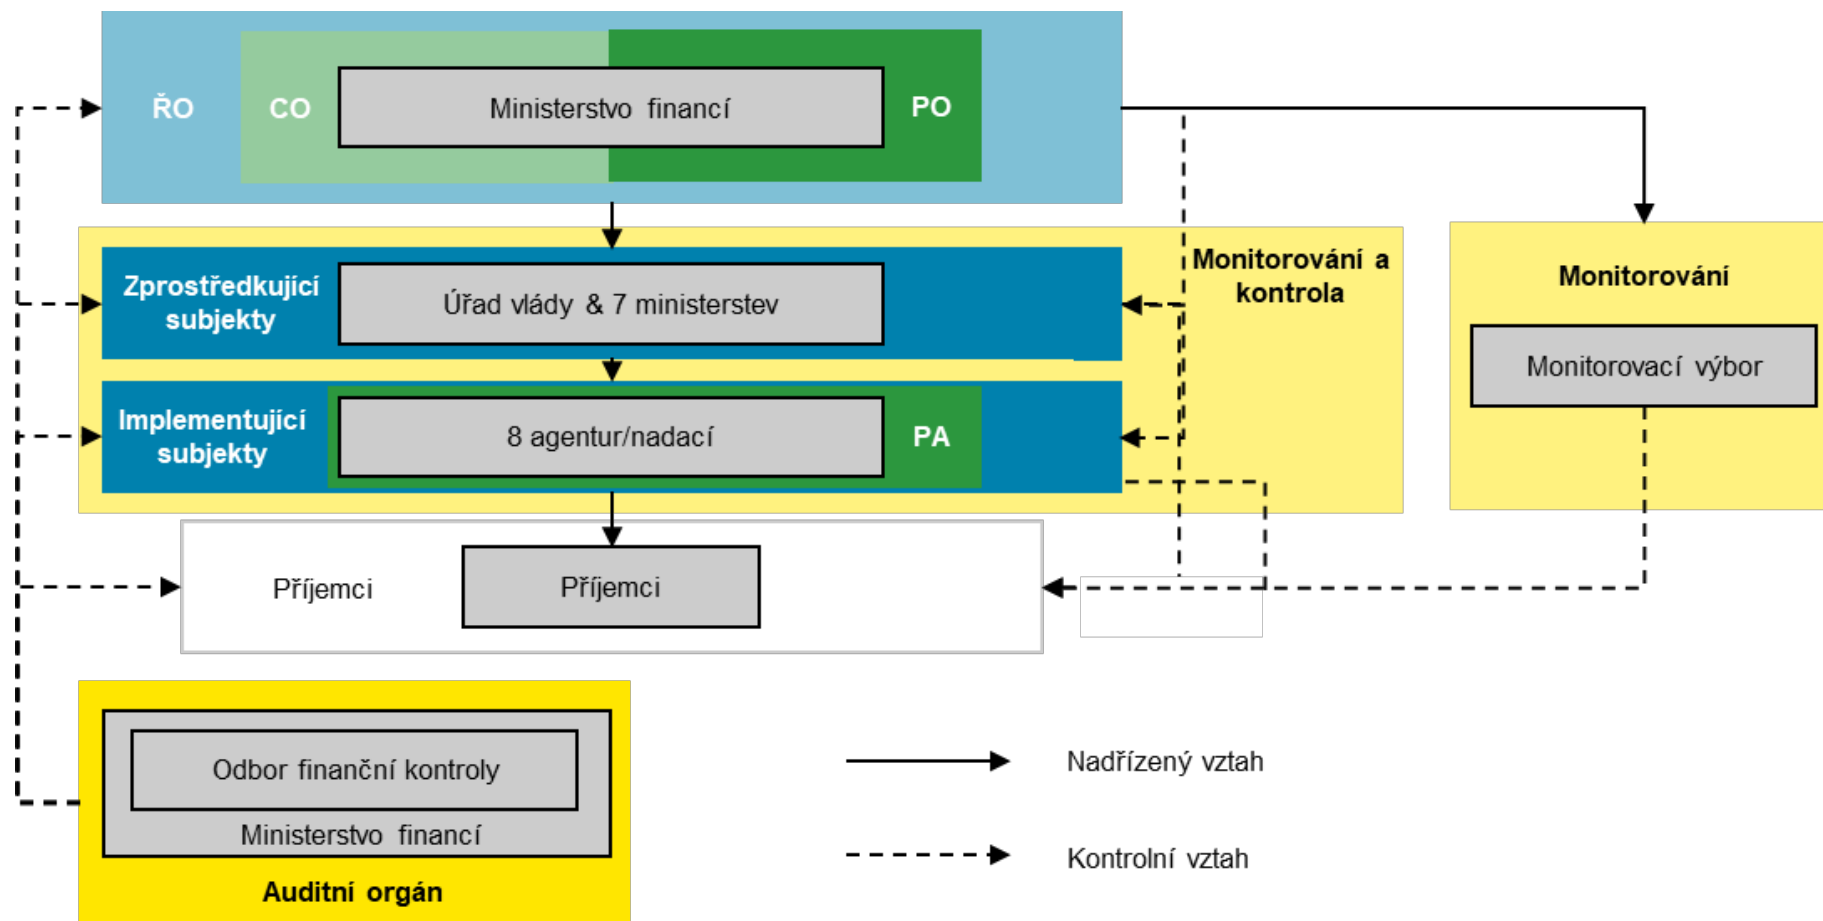 ŘO
CO
Ministerstvo financí
PO
Zprostředkující
subjekty
Úřad vlády & 7 ministerstev
Monitorování a
kontrola
Monitorování
Monitorovací výbor
Implementující
subjekty
8 agentur/nadací
PA
Příjemci
Příjemci
Odbor finanční kontroly
Ministerstvo financí
Auditní orgán
Nadřízený vztah
Kontrolní vztah